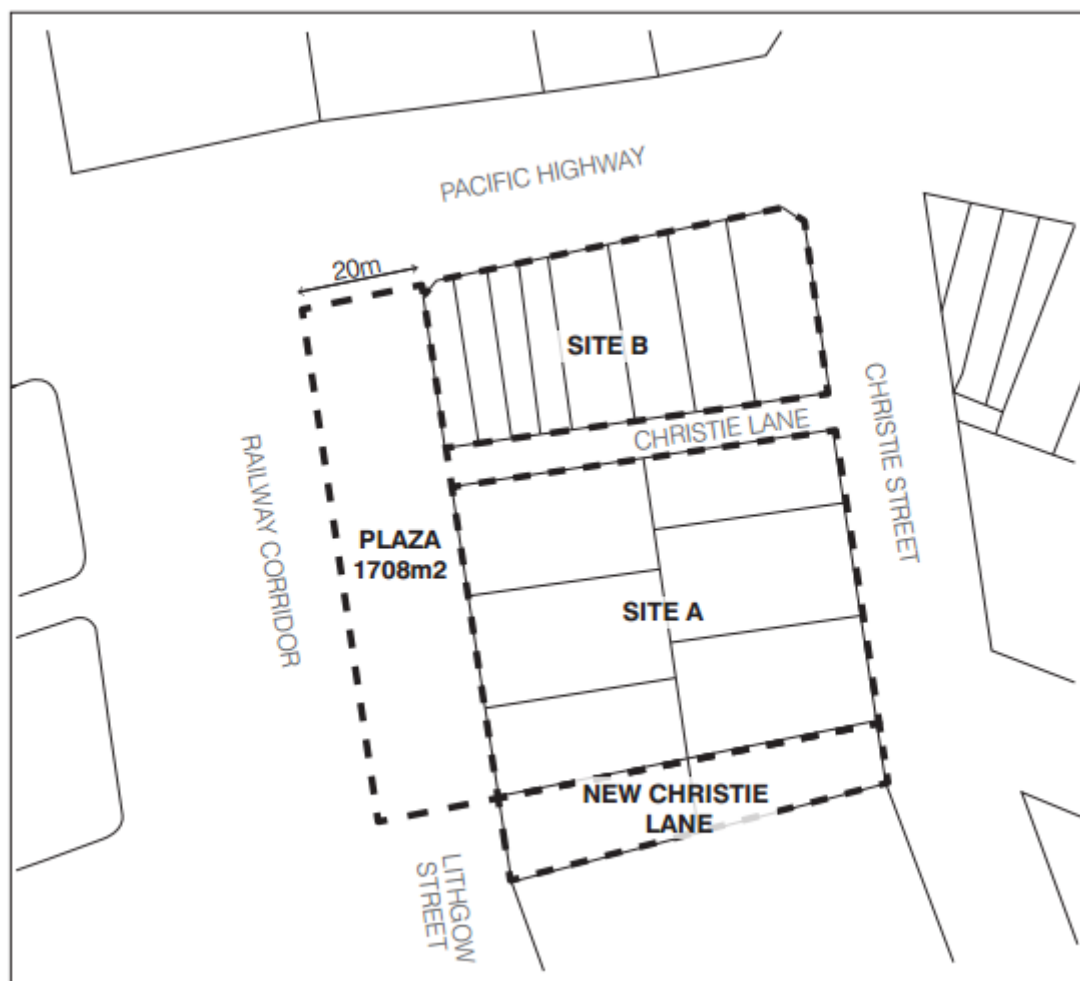 PACIFIC HIGHWAY
20m
SITE B
CHRISTIE LANE
CHRISTIE STREET
RAILWAY CORRIDOR
PLAZA
1708m2
SITE A
NEW CHRISTIE
LANE
LITHGOW
STREET